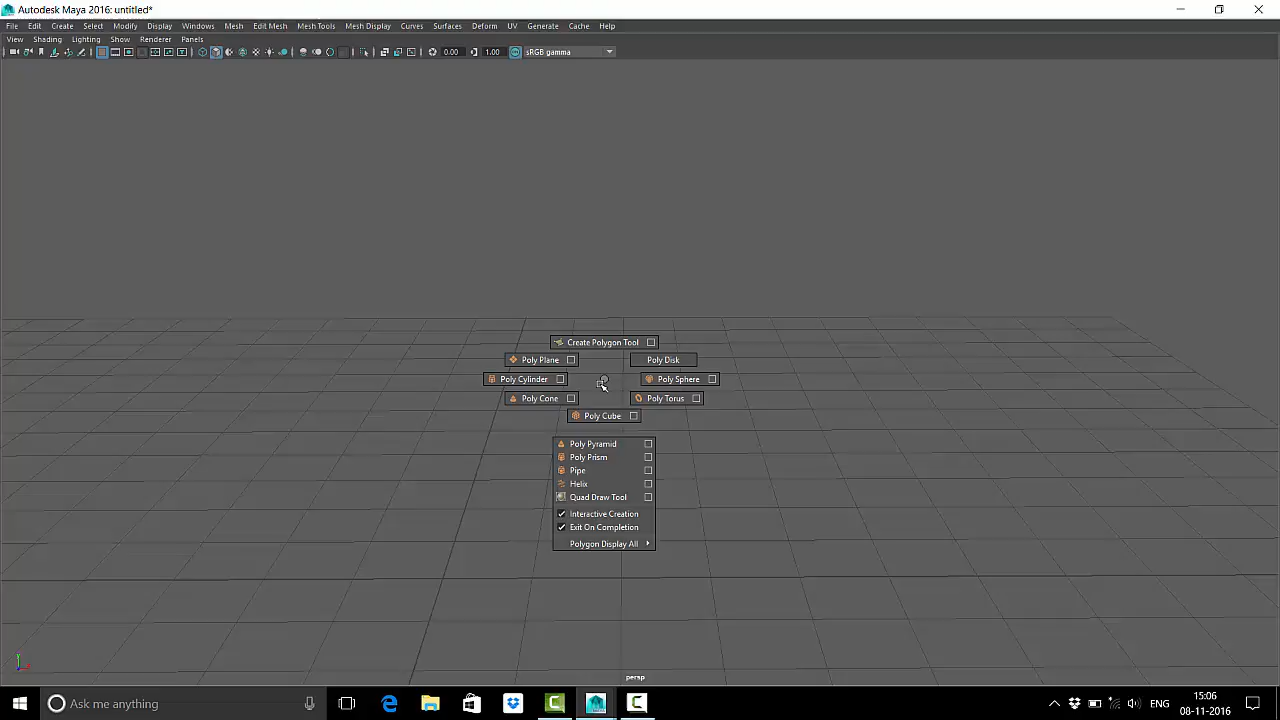 Autodesk Maya 2016: untitled*
File Edit Create Select Modify Display Windows Mesh Edit Mesh Mesh Tools Mesh Display Curves Surfaces Deform UV Generate Cache Help
View Shading Lighting Show Renderer Panels
0.00 1.00 sRGB gamma
Create Polygon Tool
Poly Plane Poly Disk
Poly Cylinder Poly Sphere
Poly Cone Poly Torus
Poly Cube
Poly Pyramid
Poly Prism
Pipe
Helix
Quad Draw Tool
Interactive Creation
Exit On Completion
Polygon Display All
persp
Ask me anything
ENG
15:06
08-11-2016